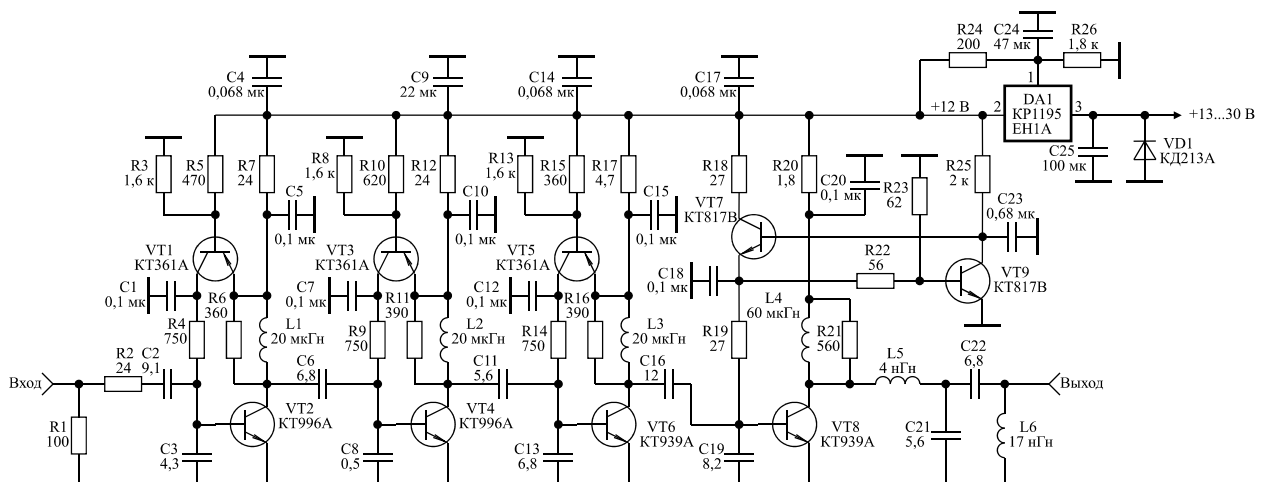 R24
200
C24
47 мк
R26
1,8 к
C4
0,068 мк
C9
22 мк
C14
0,068 мк
C17
0,068 мк
1
+12 В
2
DA1
КР1195
ЕН1А
3
+13...30 В
C25
100 мк
VD1
КД213А
R3
1,6 к
R5
470
R7
24
C5
0,1 мк
R8
1,6 к
R10
620
R12
24
C10
0,1 мк
R13
1,6 к
R15
360
R17
4,7
C15
0,1 мк
R18
27
R20
1,8
C20
0,1 мк
R23
62
R25
2 к
C23
0,68 мк
VT1
КТ361А
VT3
КТ361А
VT5
КТ361А
VT7
КТ817В
VT9
КТ817В
R22
56
C1
0,1 мк
R6
360
C7
0,1 мк
R11
390
C12
0,1 мк
R16
390
C18
0,1 мк
L4
60 мкГн
R4
750
L1
20 мкГн
R9
750
L2
20 мкГн
R14
750
L3
20 мкГн
R19
27
R21
560
Вход
R2
24
C2
9,1
C6
6,8
C11
5,6
C16
12
L5
4 нГн
C22
6,8
Выход
R1
100
C3
4,3
VT2
КТ996А
C8
0,5
VT4
КТ996А
C13
6,8
VT6
КТ939А
C19
8,2
VT8
КТ939А
C21
5,6
L6
17 нГн